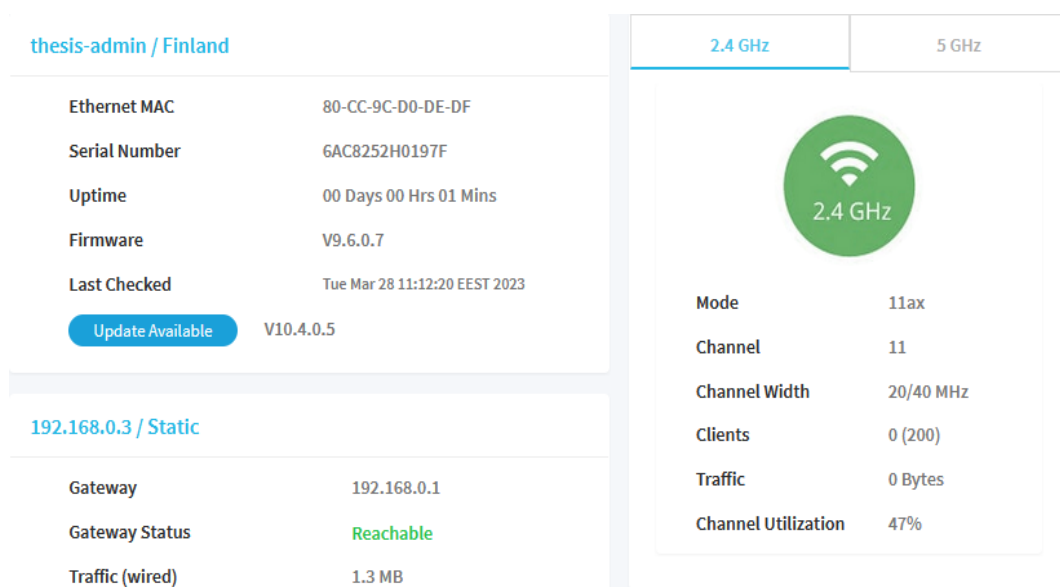 thesis-admin / Finland
Ethernet MAC 80-CC-9C-D0-DE-DF
Serial Number 6AC8252H0197F
Uptime 00 Days 00 Hrs 01 Mins
Firmware V9.6.0.7
Last Checked Tue Mar 28 11:12:20 EEST 2023
Update Available V10.4.0.5
192.168.0.3 / Static
Gateway 192.168.0.1
Gateway Status Reachable
Traffic (wired) 1.3 MB
2.4 GHz 5 GHz
2.4 GHz
Mode 11ax
Channel 11
Channel Width 20/40 MHz
Clients 0 (200)
Traffic 0 Bytes
Channel Utilization 47%